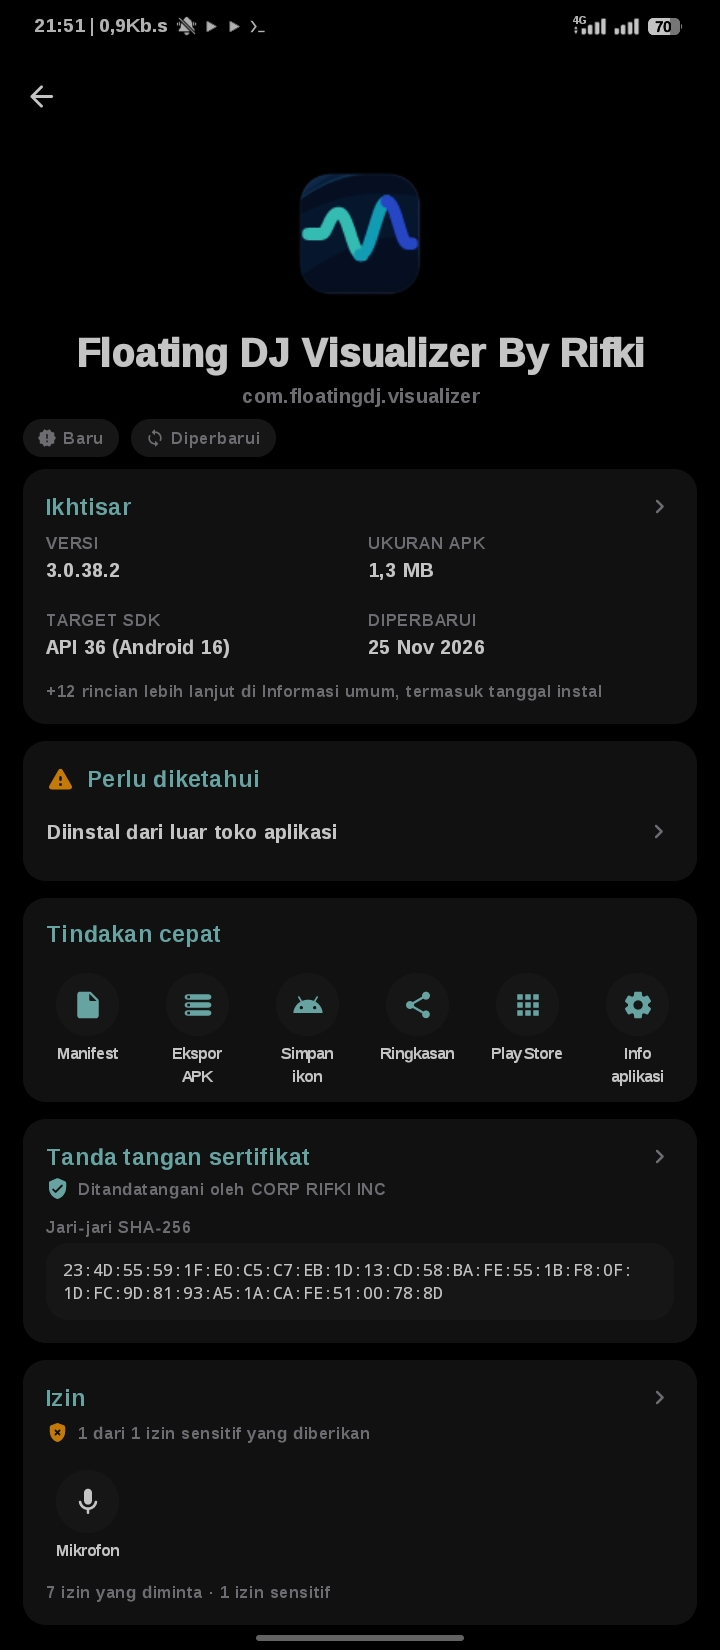 21:51 | 0,9Kb.s
4G
70
Floating DJ Visualizer By Rifki
com.floatingdj.visualizer
Baru
Diperbarui
Ikhtisar
VERSI
3.0.38.2
UKURAN APK
1,3 MB
TARGET SDK
API 36 (Android 16)
DIPERBARUI
25 Nov 2026
+12 rincian lebih lanjut di Informasi umum, termasuk tanggal instal
Perlu diketahui
Diinstal dari luar toko aplikasi
Tindakan cepat
Manifest
Ekspor
APK
Simpan
ikon
Ringkasan
Play Store
Info
aplikasi
Tanda tangan sertifikat
Ditandatangani oleh CORP RIFKI INC
Jari-jari SHA-256
23:4D:55:59:1F:E0:C5:C7:EB:1D:13:CD:58:BA:FE:55:1B:F8:0F:
1D:FC:9D:81:93:A5:1A:CA:FE:51:00:78:8D
Izin
1 dari 1 izin sensitif yang diberikan
Mikrofon
7 izin yang diminta · 1 izin sensitif